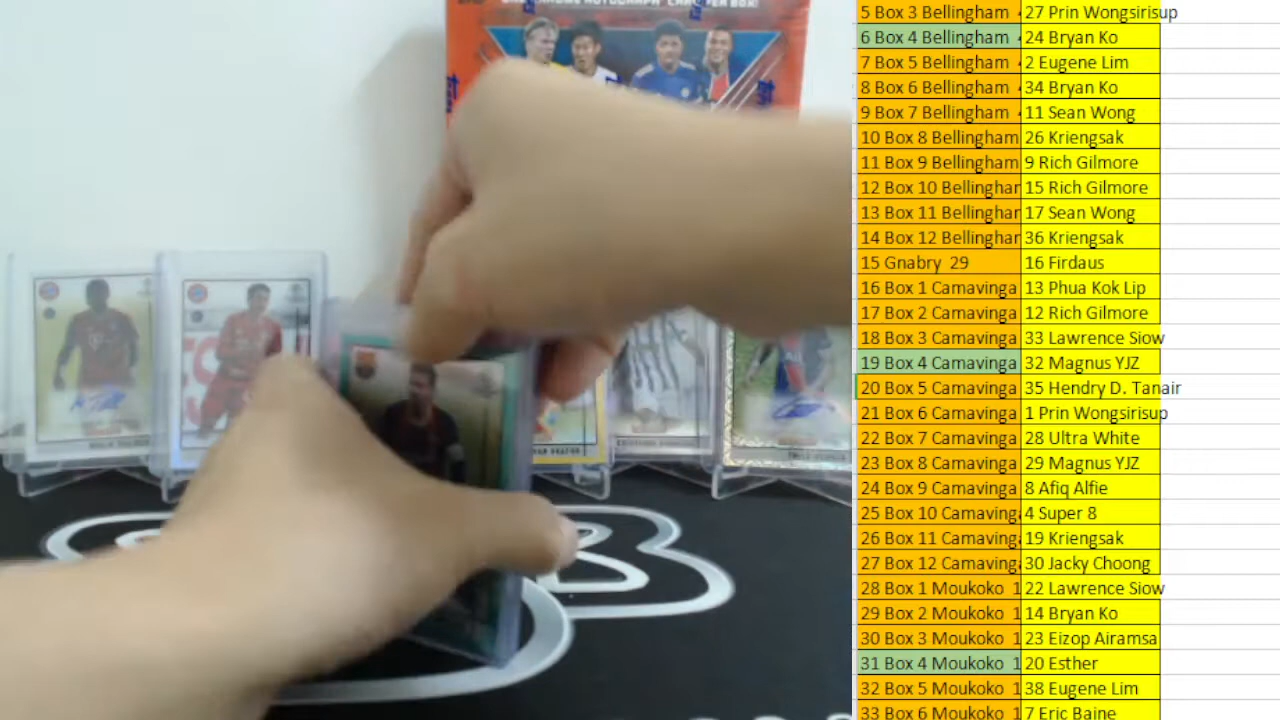 5 Box 3 Bellingham 27 Prin Wongsirisup
6 Box 4 Bellingham 24 Bryan Ko
7 Box 5 Bellingham 2 Eugene Lim
8 Box 6 Bellingham 34 Bryan Ko
9 Box 7 Bellingham 11 Sean Wong
10 Box 8 Bellingham 26 Kriengsak
11 Box 9 Bellingham 9 Rich Gilmore
12 Box 10 Bellinghar 15 Rich Gilmore
13 Box 11 Bellinghar 17 Sean Wong
14 Box 12 Bellinghar 36 Kriengsak
15 Gnabry 29 16 Firdaus
16 Box 1 Camavinga 13 Phua Kok Lip
17 Box 2 Camavinga 12 Rich Gilmore
18 Box 3 Camavinga 33 Lawrence Siow
19 Box 4 Camavinga 32 Magnus YJZ
20 Box 5 Camavinga 35 Hendry D. Tanair
21 Box 6 Camavinga 1 Prin Wongsirisup
22 Box 7 Camavinga 28 Ultra White
23 Box 8 Camavinga 29 Magnus YJZ
24 Box 9 Camavinga 8 Afiq Alfie
25 Box 10 Camaving 4 Super 8
26 Box 11 Camaving 19 Kriengsak
27 Box 12 Camaving 30 Jacky Choong
28 Box 1 Moukoko 1 22 Lawrence Siow
29 Box 2 Moukoko 1 14 Bryan Ko
30 Box 3 Moukoko 1 23 Eizop Airamsa
31 Box 4 Moukoko 1 20 Esther
32 Box 5 Moukoko 1 38 Eugene Lim
33 Box 6 Moukoko 1 7 Eric Baine